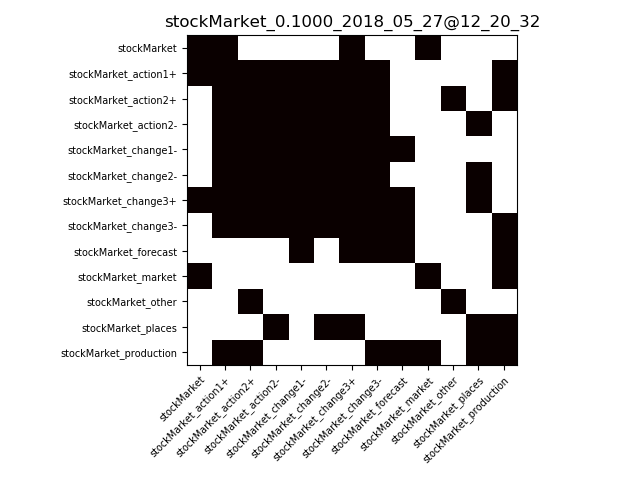 stockMarket_0.1000_2018_05_27@12_20_32
stockMarket
stockMarket_action1+
stockMarket_action2+
stockMarket_action2-
stockMarket_change1-
stockMarket_change2-
stockMarket_change3+
stockMarket_change3-
stockMarket_forecast
stockMarket_market
stockMarket_other
stockMarket_places
stockMarket_production
stockMarket
stockMarket_action1+
stockMarket_action2+
stockMarket_action2-
stockMarket_change1-
stockMarket_change2-
stockMarket_change3+
stockMarket_change3-
stockMarket_forecast
stockMarket_market
stockMarket_other
stockMarket_places
stockMarket_production